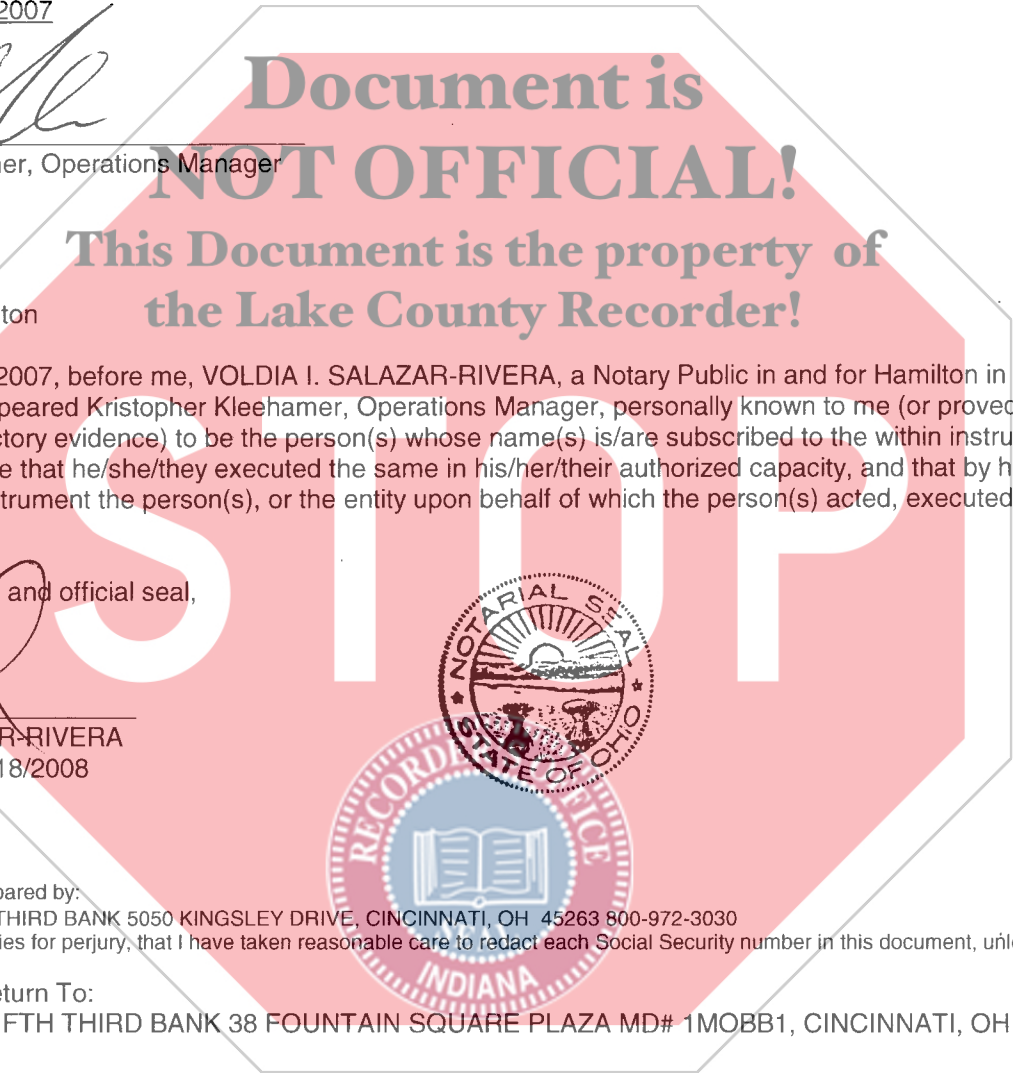 2007
Document is
NOT OFFICIAL!
er, Operations Manager
This Document is the property of
the Lake County Recorder!
ton
2007, before me, VOLDIA I. SALAZAR-RIVERA, a Notary Public in and for Hamilton in
peared Kristopher Kleehamer, Operations Manager, personally known to me (or proved
ctory evidence) to be the person(s) whose name(s) is/are subscribed to the within instru
e that he/she/they executed the same in his/her/their authorized capacity, and that by h
strument the person(s), or the entity upon behalf of which the person(s) acted, executed
STOP
and official seal,
NOTARIAL SEAL
STATE OF OHIO
R-RIVERA
18/2008
RECORDER'S OFFICE
SEAL
INDIANA
pared by:
THIRD BANK 5050 KINGSLEY DRIVE, CINCINNATI, OH 45263 800-972-3030
ies for perjury, that I have taken reasonable care to redact each Social Security number in this document, unl
eturn To:
FTH THIRD BANK 38 FOUNTAIN SQUARE PLAZA MD# 1MOBB1, CINCINNATI, OH